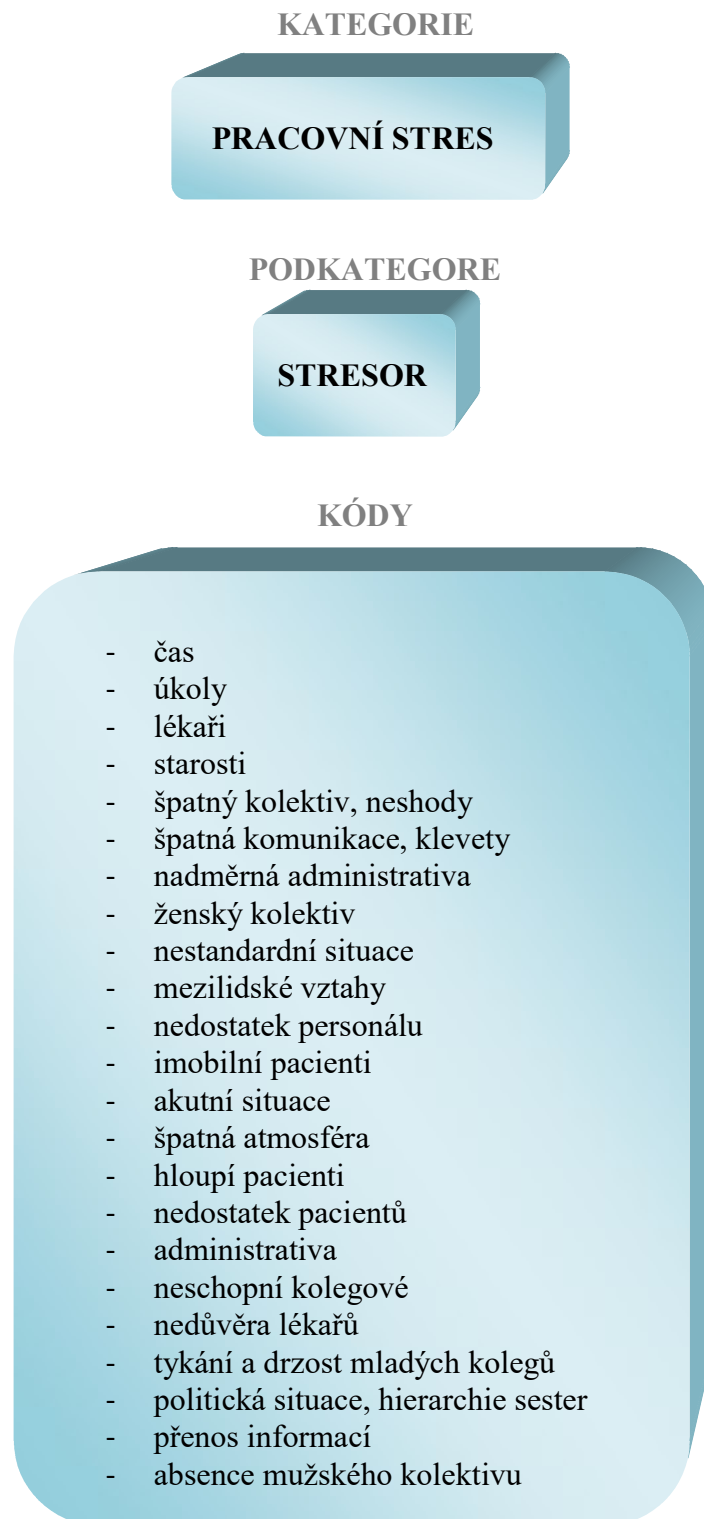 KATEGORIE
PRACOVNÍ STRES
PODKATEGORE
STRESOR
KÓDY
- čas
- úkoly
- lékaři
- starosti
- špatný kolektiv, neshody
- špatná komunikace, klevety
- nadměrná administrativa
- ženský kolektiv
- nestandardní situace
- mezilidské vztahy
- nedostatek personálu
- imobilní pacienti
- akutní situace
- špatná atmosféra
- hloupí pacienti
- nedostatek pacientů
- administrativa
- neschopní kolegové
- nedůvěra lékařů
- tykání a drzost mladých kolegů
- politická situace, hierarchie sester
- přenos informací
- absence mužského kolektivu